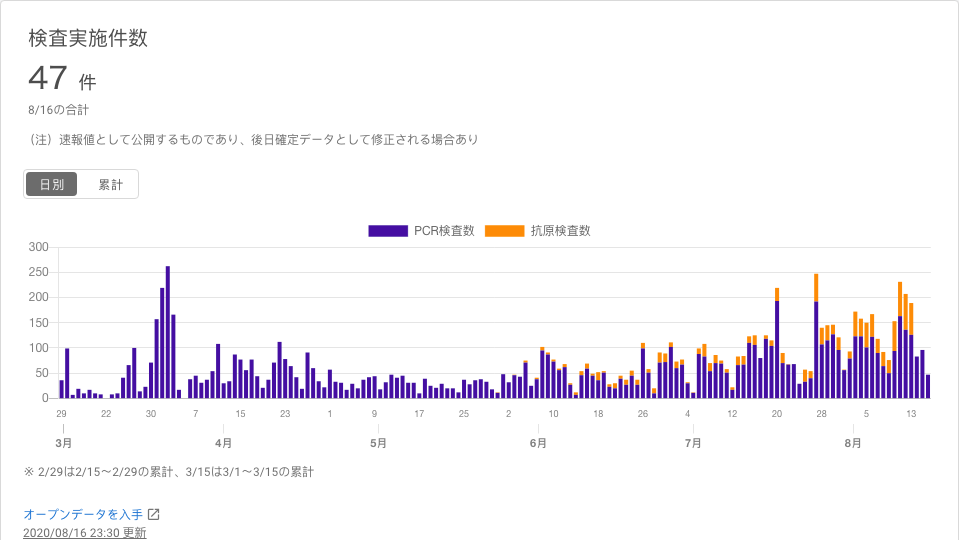 検査実施件数
47 件
8/16の合計
（注）速報値として公開するものであり、後日確定データとして修正される場合あり
日別 累計
PCR検査数 抗原検査数
300
250
200
150
100
50
0
29 22 30 7 15 23 1 9 17 25 2 10 18 26 4 12 20 28 5 13
3月 4月 5月 6月 7月 8月
※ 2/29は2/15〜2/29の累計、3/15は3/1〜3/15の累計
オープンデータを入手
2020/08/16 23:30 更新